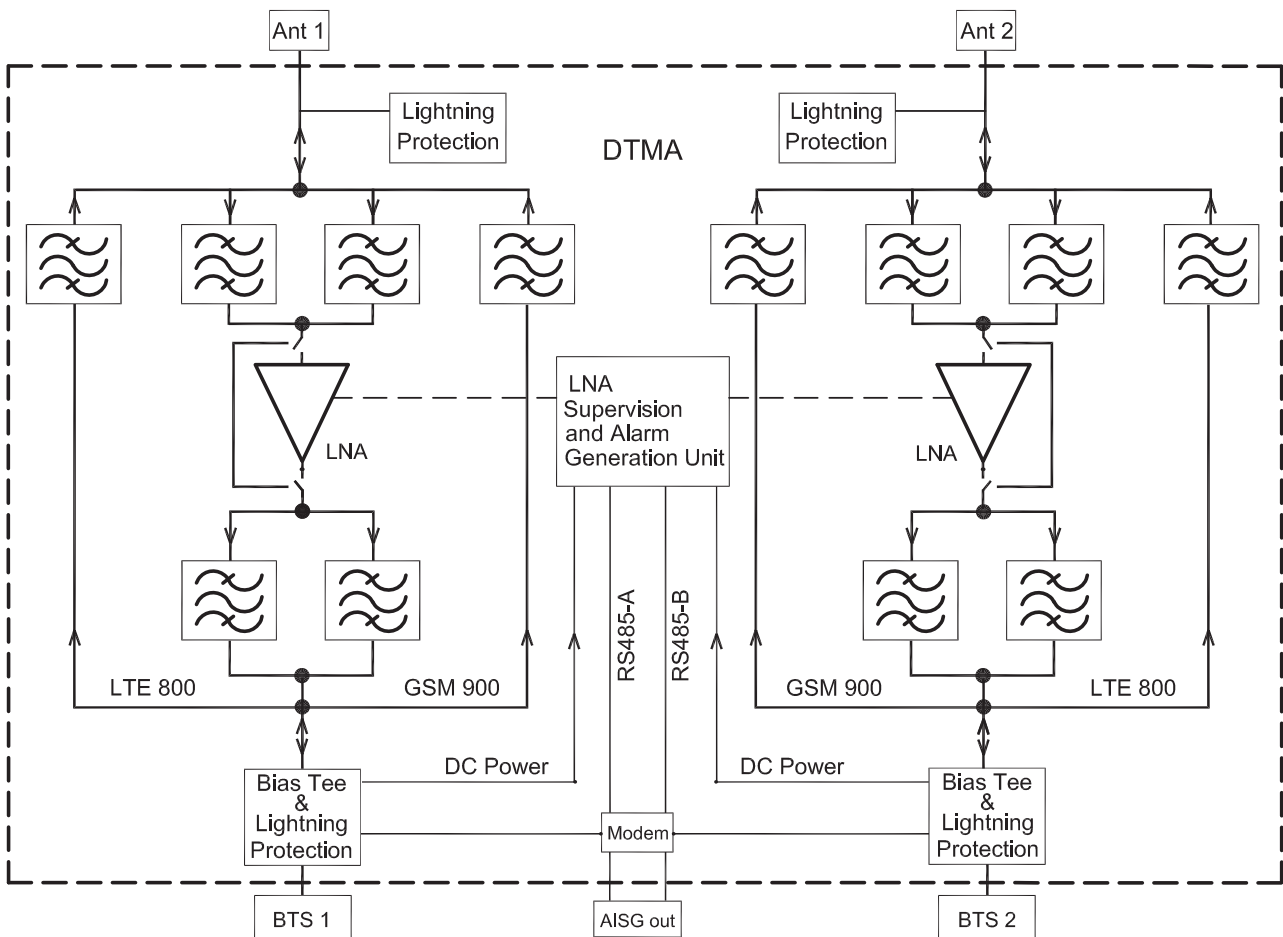 Ant 1
Ant 2
Lightning
Protection
Lightning
Protection
DTMA
LNA
Supervision
and Alarm
Generation Unit
LNA
LNA
RS485-A
RS485-B
LTE 800
GSM 900
GSM 900
LTE 800
DC Power
DC Power
Bias Tee
&
Lightning
Protection
Modem
Bias Tee
&
Lightning
Protection
BTS 1
AISG out
BTS 2